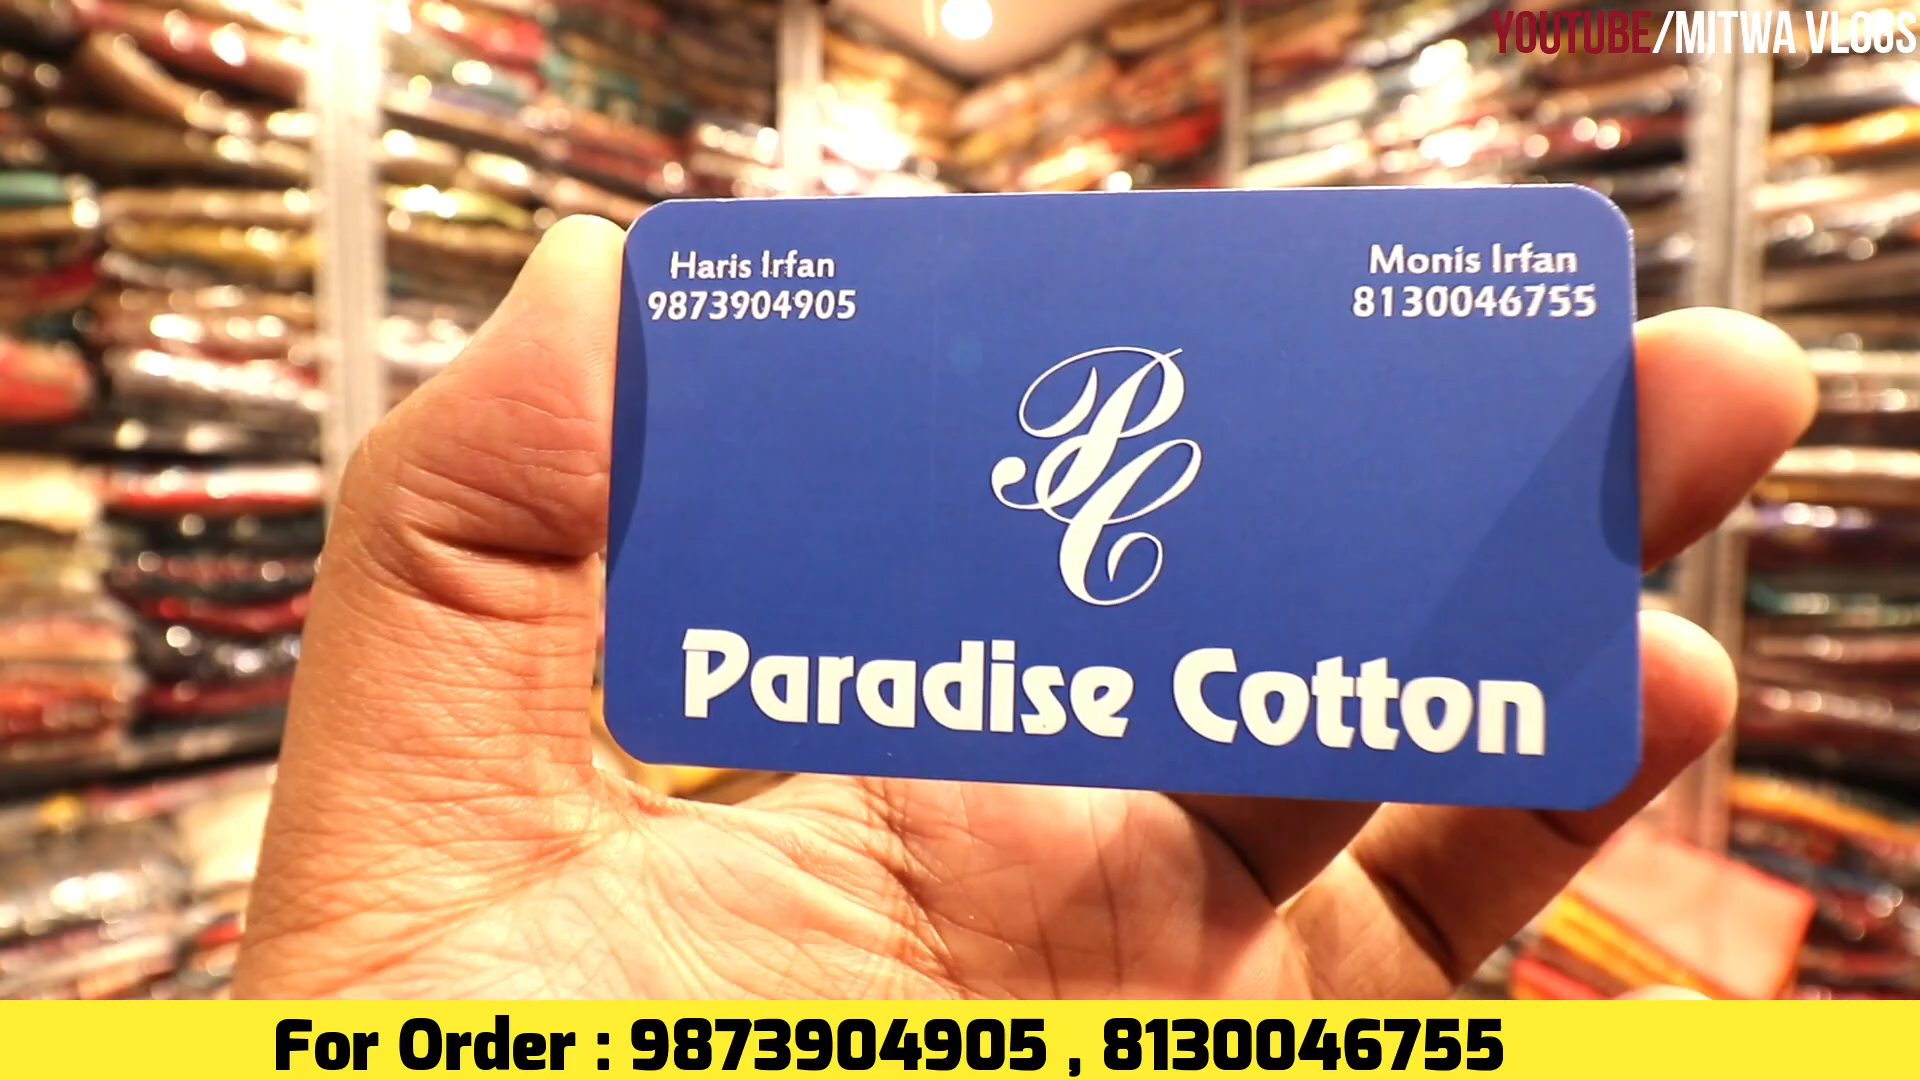 YOUTUBE/MITWA VLOGS
Haris Irfan
9873904905
Monis Irfan
8130046755
PC
Paradise Cotton
For Order : 9873904905 , 8130046755